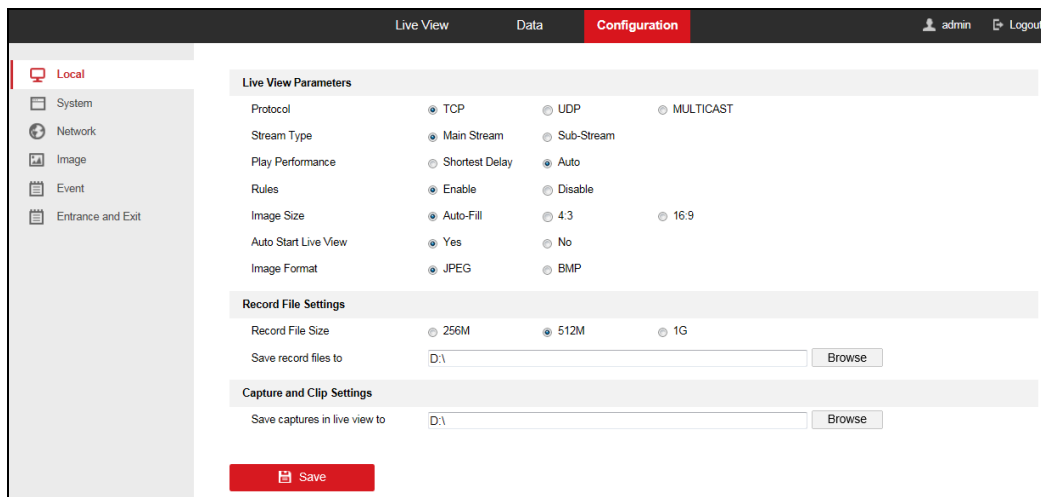 Live View Data Configuration admin Logout
Local
System
Network
Image
Event
Entrance and Exit
Live View Parameters
Protocol TCP UDP MULTICAST
Stream Type Main Stream Sub-Stream
Play Performance Shortest Delay Auto
Rules Enable Disable
Image Size Auto-Fill 4:3 16:9
Auto Start Live View Yes No
Image Format JPEG BMP
Record File Settings
Record File Size 256M 512M 1G
Save record files to D:\ Browse
Capture and Clip Settings
Save captures in live view to D:\ Browse
Save